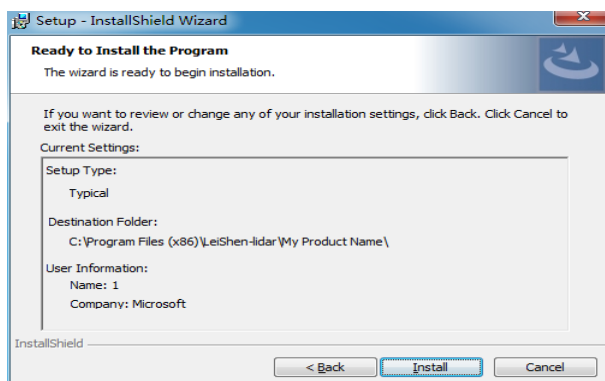 Setup - InstallShield Wizard
Ready to Install the Program
The wizard is ready to begin installation.
If you want to review or change any of your installation settings, click Back. Click Cancel to
exit the wizard.
Current Settings:
Setup Type:
Typical
Destination Folder:
C:\Program Files (x86)\LeiShen-lidar\My Product Name\
User Information:
Name: 1
Company: Microsoft
InstallShield
< Back Install Cancel